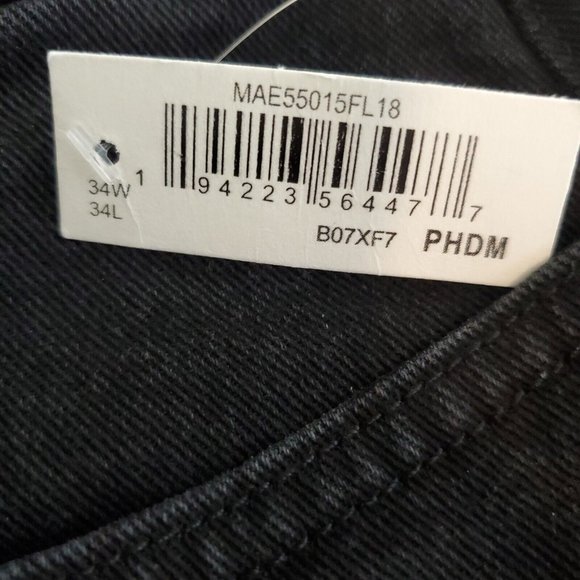 MAE55015FL18
1 94223 56447 7
34W
34L
B07XF7 PHDM